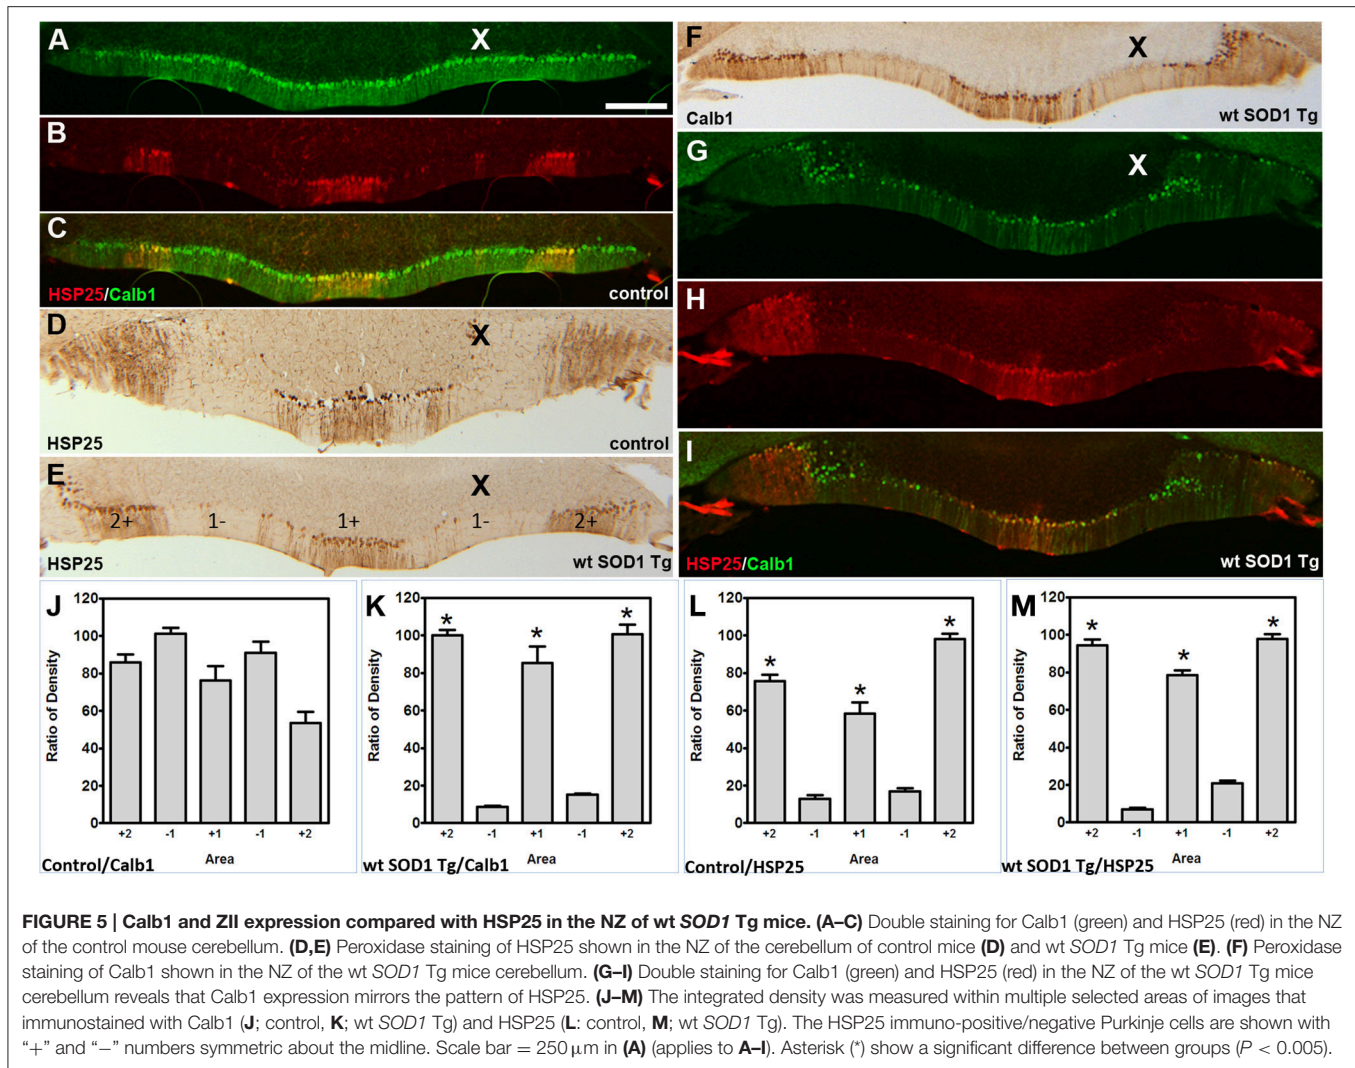 A
X
B
C
HSP25/Calb1
control
D
X
HSP25
control
E
X
2+ 1- 1+ 1- 2+
HSP25
wt SOD1 Tg
F
X
Calb1
wt SOD1 Tg
G
X
H
I
HSP25/Calb1
wt SOD1 Tg
J
120
100
80
60
40
20
0
Ratio of Density
+2 -1 +1 -1 +2
Area
Control/Calb1
K
120
100
80
60
40
20
0
Ratio of Density
* * *
+2 -1 +1 -1 +2
Area
wt SOD1 Tg/Calb1
L
120
100
80
60
40
20
0
Ratio of Density
* * *
+2 -1 +1 -1 +2
Area
Control/HSP25
M
120
100
80
60
40
20
0
Ratio of Density
* * *
+2 -1 +1 -1 +2
Area
wt SOD1 Tg/HSP25
FIGURE 5 | Calb1 and ZII expression compared with HSP25 in the NZ of wt SOD1 Tg mice. (A–C) Double staining for Calb1 (green) and HSP25 (red) in the NZ
of the control mouse cerebellum. (D,E) Peroxidase staining of HSP25 shown in the NZ of the cerebellum of control mice (D) and wt SOD1 Tg mice (E). (F) Peroxidase
staining of Calb1 shown in the NZ of the wt SOD1 Tg mice cerebellum. (G–I) Double staining for Calb1 (green) and HSP25 (red) in the NZ of the wt SOD1 Tg mice
cerebellum reveals that Calb1 expression mirrors the pattern of HSP25. (J–M) The integrated density was measured within multiple selected areas of images that
immunostained with Calb1 (J; control, K; wt SOD1 Tg) and HSP25 (L: control, M; wt SOD1 Tg). The HSP25 immuno-positive/negative Purkinje cells are shown with
“+” and “−” numbers symmetric about the midline. Scale bar = 250 μm in (A) (applies to A–I). Asterisk (*) show a significant difference between groups (P < 0.005).